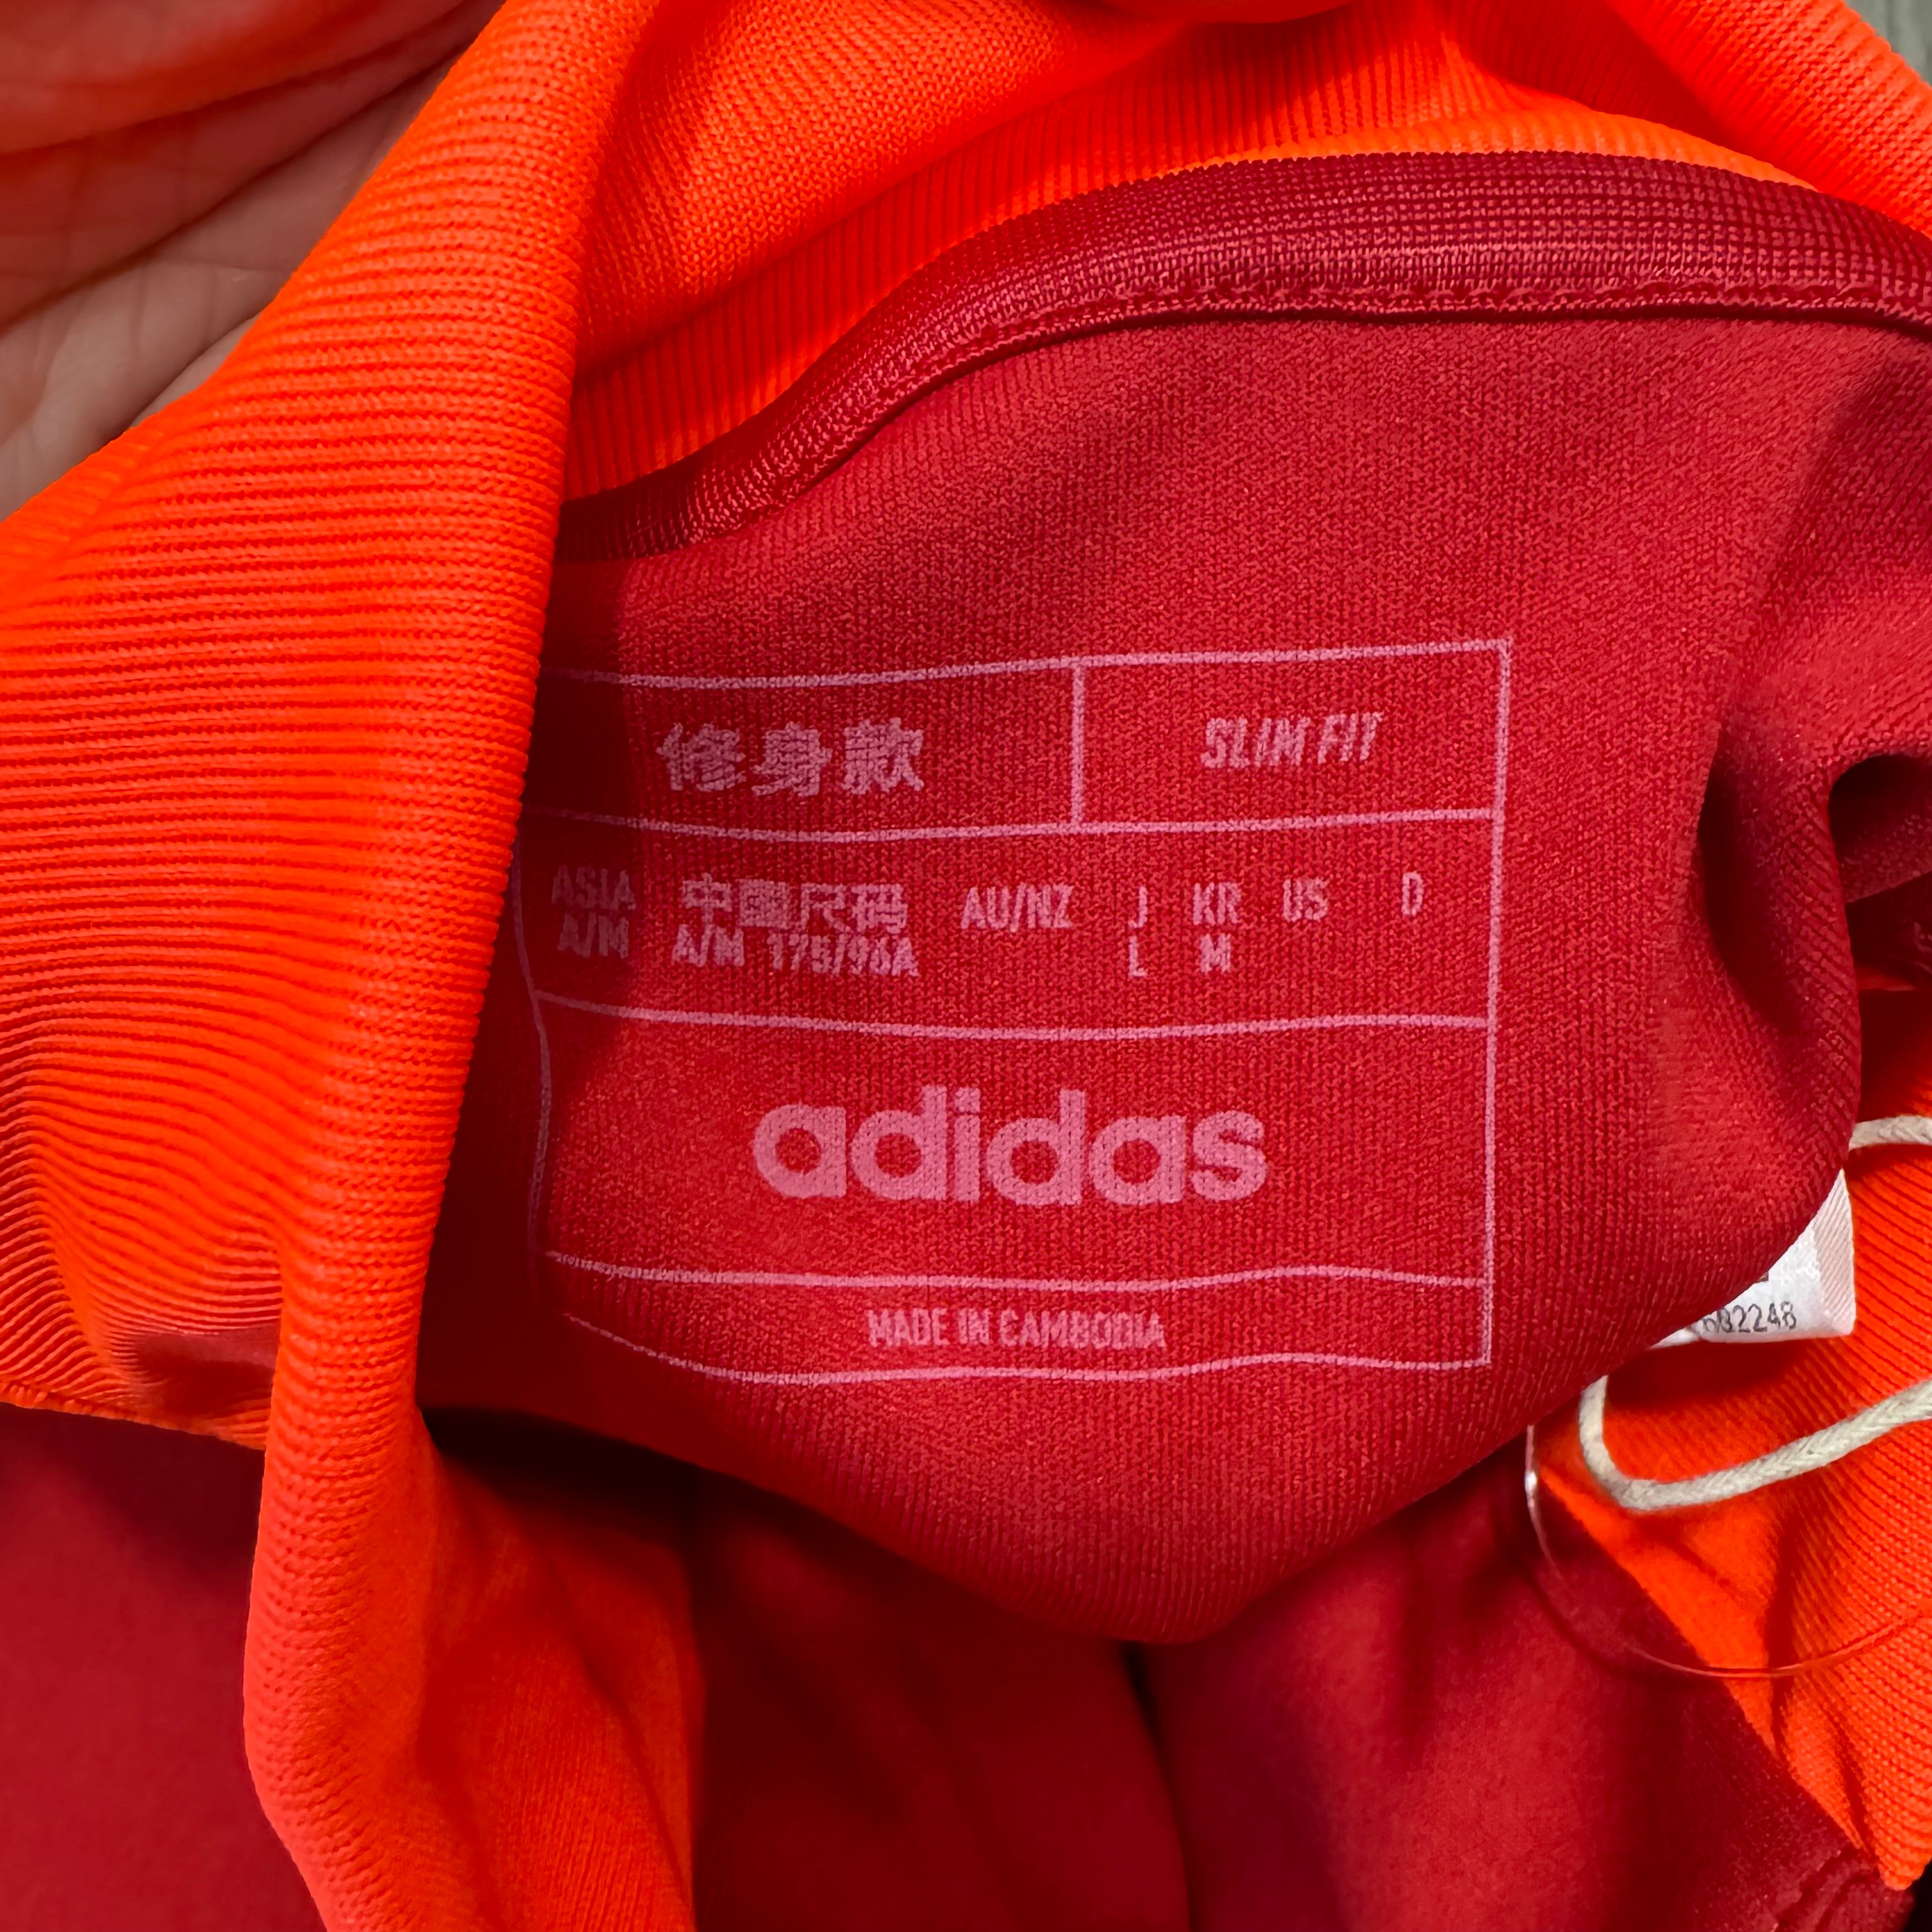 修身款 SLIM FIT
ASIA 中国尺码 AU/NZ J KR US D
A/M A/M 175/96A L M
adidas
MADE IN CAMBODIA
602248